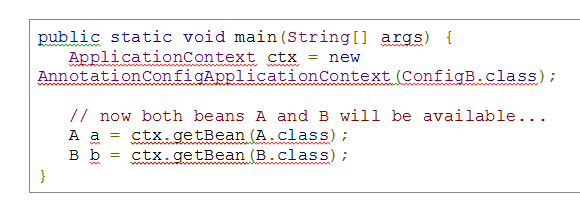 public static void main(String[] args) {
ApplicationContext ctx = new
AnnotationConfigApplicationContext(ConfigB.class);
// now both beans A and B will be available...
A a = ctx.getBean(A.class);
B b = ctx.getBean(B.class);
}